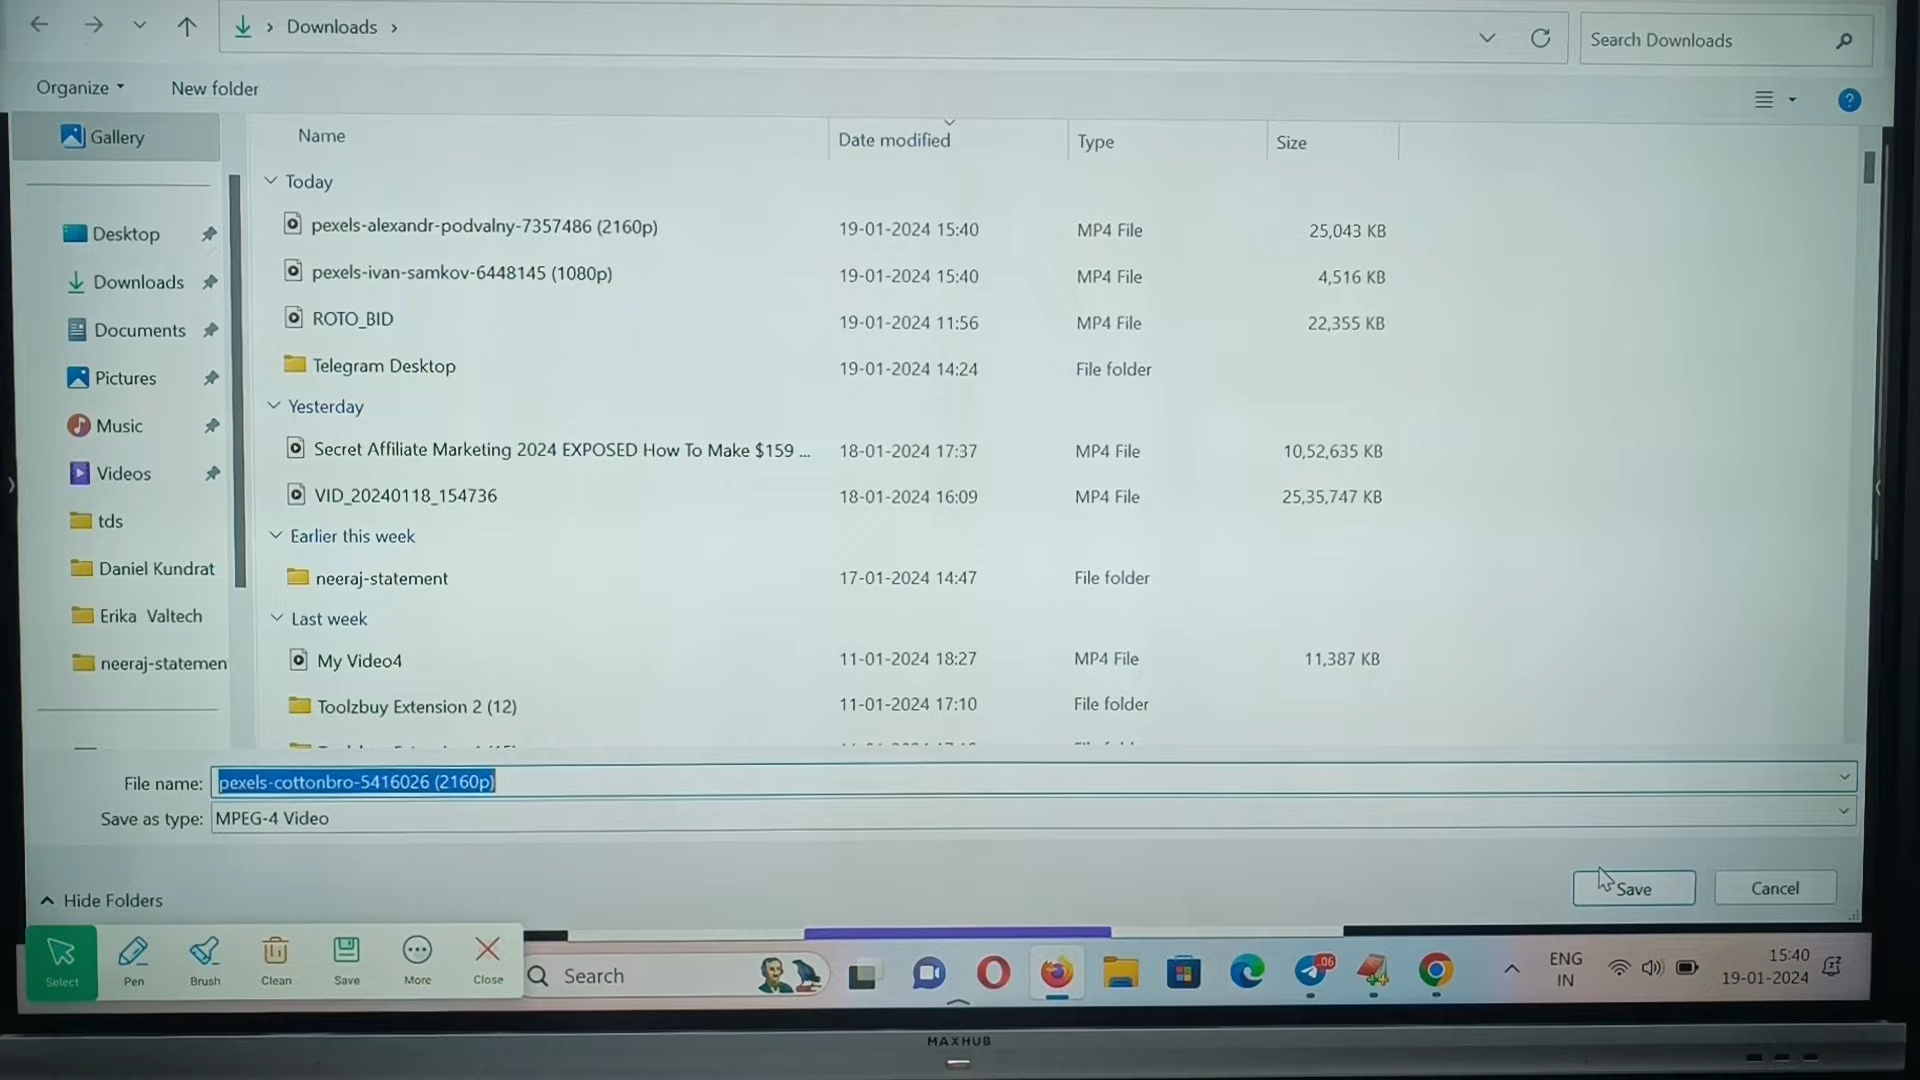 Downloads
Search Downloads
Organize
New folder
Gallery
Name
Date modified
Type
Size
Today
pexels-alexandr-podvalny-7357486 (2160p)
19-01-2024 15:40
MP4 File
25,043 KB
pexels-ivan-samkov-6448145 (1080p)
19-01-2024 15:40
MP4 File
4,516 KB
ROTO_BID
19-01-2024 11:56
MP4 File
22,355 KB
Telegram Desktop
19-01-2024 14:24
File folder
Yesterday
Secret Affiliate Marketing 2024 EXPOSED How To Make $159 ...
18-01-2024 17:37
MP4 File
10,52,635 KB
VID_20240118_154736
18-01-2024 16:09
MP4 File
25,35,747 KB
Earlier this week
neeraj-statement
17-01-2024 14:47
File folder
Last week
My Video4
11-01-2024 18:27
MP4 File
11,387 KB
Toolzbuy Extension 2 (12)
11-01-2024 17:10
File folder
Desktop
Downloads
Documents
Pictures
Music
Videos
tds
Daniel Kundrat
Erika Valtech
neeraj-statemen
File name:
pexels-cottonbro-5416026 (2160p)
Save as type:
MPEG-4 Video
Hide Folders
Save
Cancel
Select
Pen
Brush
Clean
Save
More
Close
Search
06
ENG
IN
15:40
19-01-2024
MAXHUB